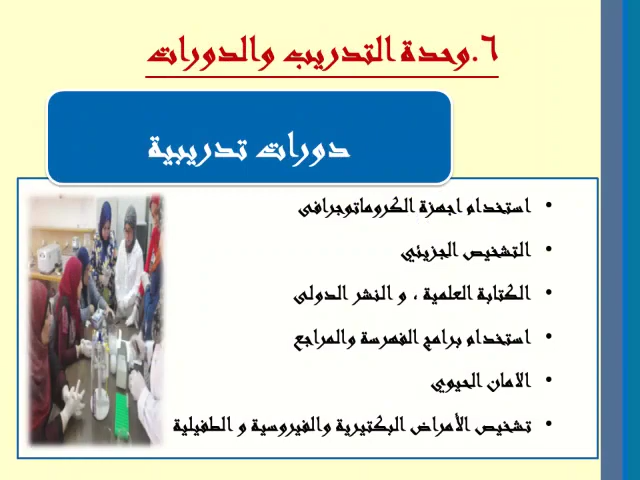 ٦.وحدة التدريب والدورات
دورات تدريبية
• استخدام اجهزة الكروماتوجرافى
• التشخيص الجزيئي
• الكتابة العلمية ، و النشر الدولى
• استخدام برامج الفهرسة والمراجع
• الامان الحيوي
• تشخيص الأمراض البكتيرية والفيروسية و الطفيلية